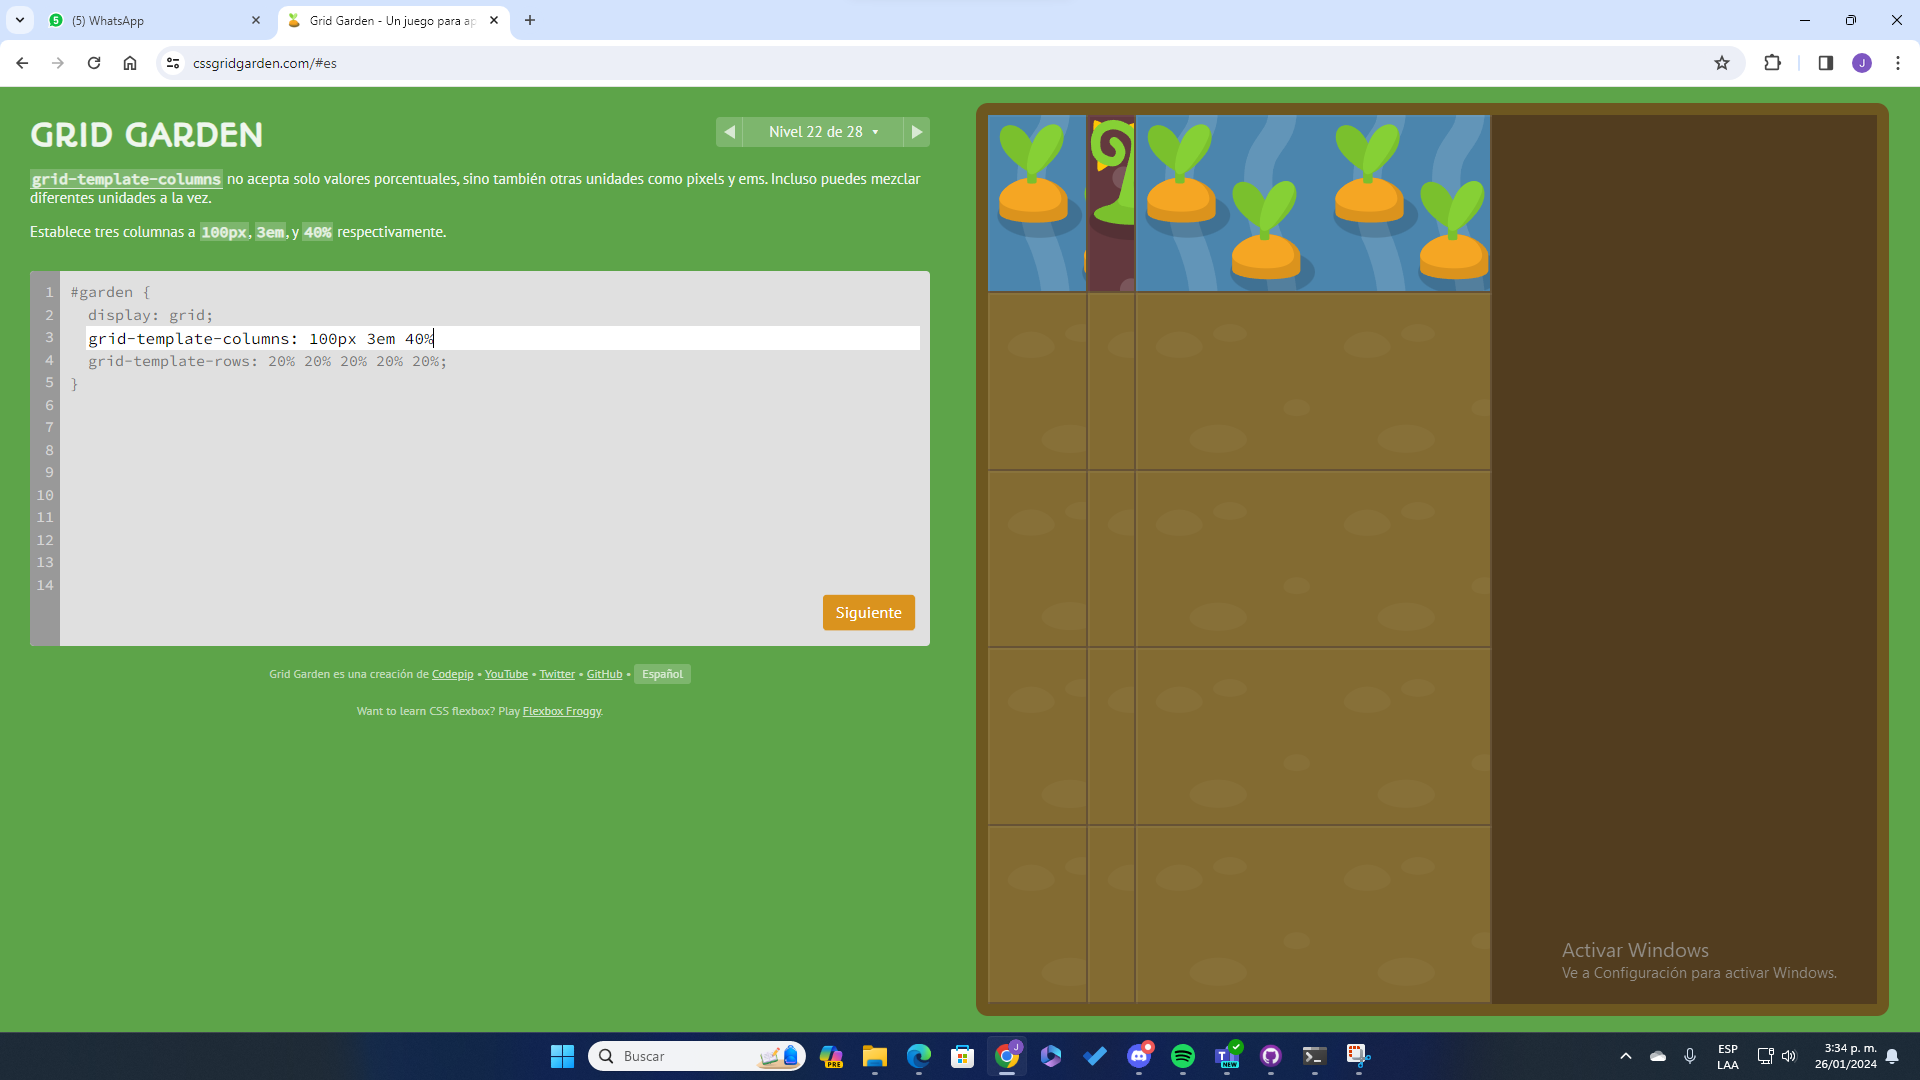 (5) WhatsApp
Grid Garden - Un juego para ap
cssgridgarden.com/#es
J
GRID GARDEN
Nivel 22 de 28
grid-template-columns no acepta solo valores porcentuales, sino también otras unidades como pixels y ems. Incluso puedes mezclar
diferentes unidades a la vez.
Establece tres columnas a 100px, 3em, y 40% respectivamente.
1 #garden {
2 display: grid;
3 grid-template-columns: 100px 3em 40%
4 grid-template-rows: 20% 20% 20% 20% 20%;
5 }
6
7
8
9
10
11
12
13
14
Siguiente
Grid Garden es una creación de Codepip • YouTube • Twitter • GitHub • Español
Want to learn CSS flexbox? Play Flexbox Froggy.
Activar Windows
Ve a Configuración para activar Windows.
Buscar
PRE
J
NEW
ESP
LAA
3:34 p. m.
26/01/2024